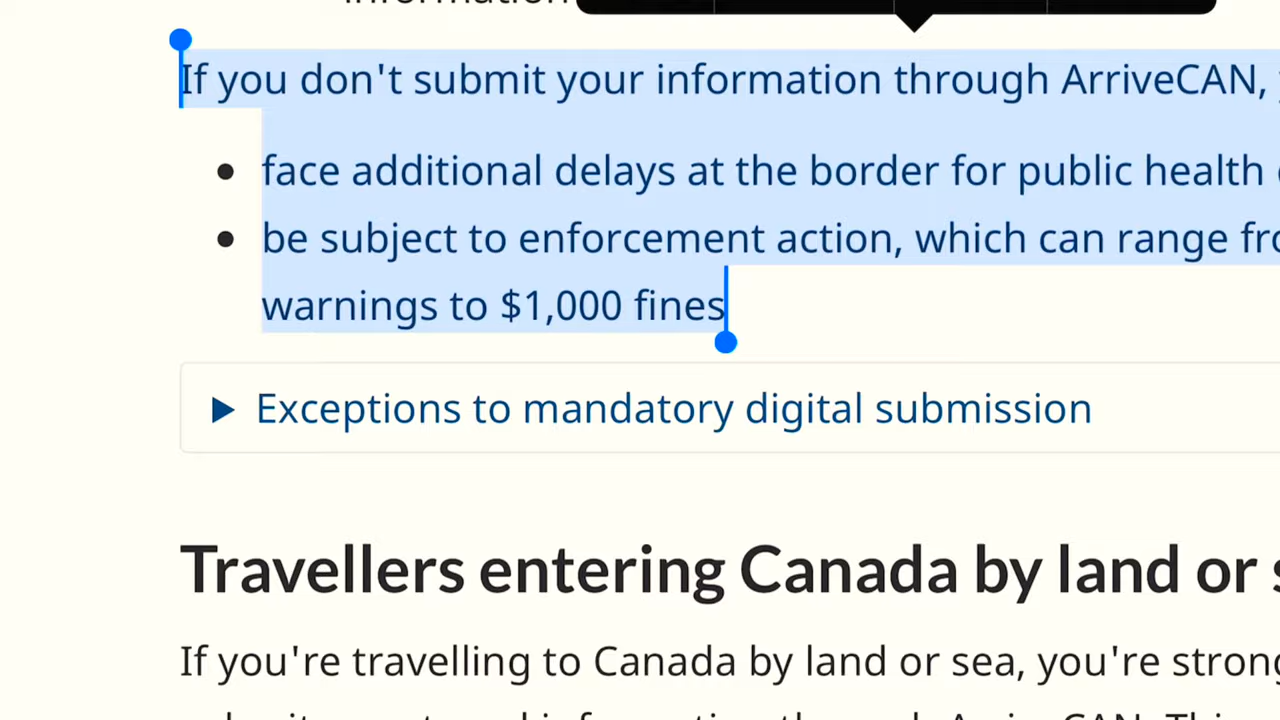 information
If you don't submit your information through ArriveCAN,
face additional delays at the border for public health
be subject to enforcement action, which can range
warnings to $1,000 fines
Exceptions to mandatory digital submission
Travellers entering Canada by land or
If you're travelling to Canada by land or sea, you're